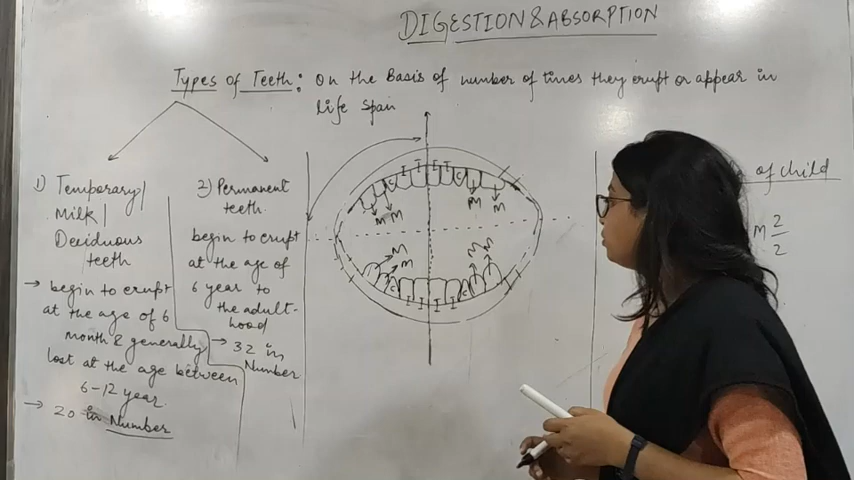 DIGESTION & ABSORPTION
Types of Teeth: On the Basis of number of times they erupt or appear in
life span
1) Temporary/
Milk/
Deciduous
teeth
→ begin to erupt
at the age of 6
month & generally
lost at the age between
6-12 year
→ 20 in Number
2) Permanent
teeth
begin to erupt
at the age of
6 year to
the adult-
hood
→ 32 in
Number
C I I I I C
M M M M
M M M M
C I I I I C
of child
M 2/2